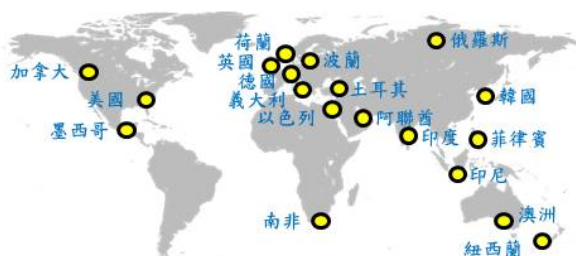 荷蘭
俄羅斯
英國
波蘭
加拿大
德國
土耳其
美國
義大利
韓國
以色列
阿聯酋
墨西哥
印度
菲律賓
印尼
南非
澳洲
紐西蘭